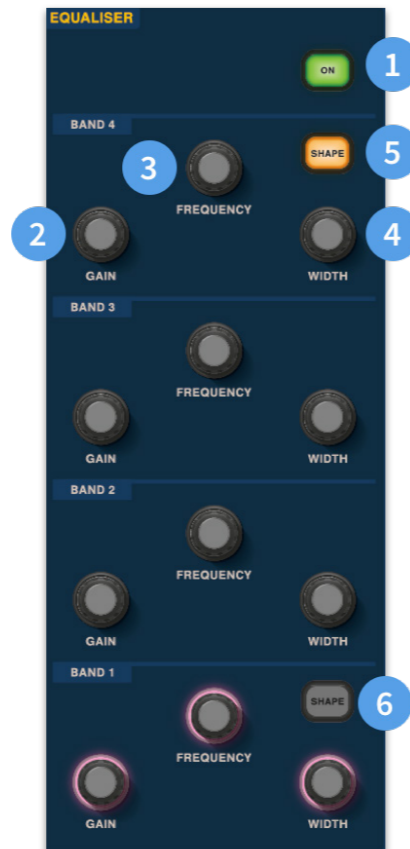 EQUALISER
ON
1
BAND 4
SHAPE
5
3
FREQUENCY
2
4
GAIN
WIDTH
BAND 3
FREQUENCY
GAIN
WIDTH
BAND 2
FREQUENCY
GAIN
WIDTH
BAND 1
SHAPE
6
FREQUENCY
GAIN
WIDTH